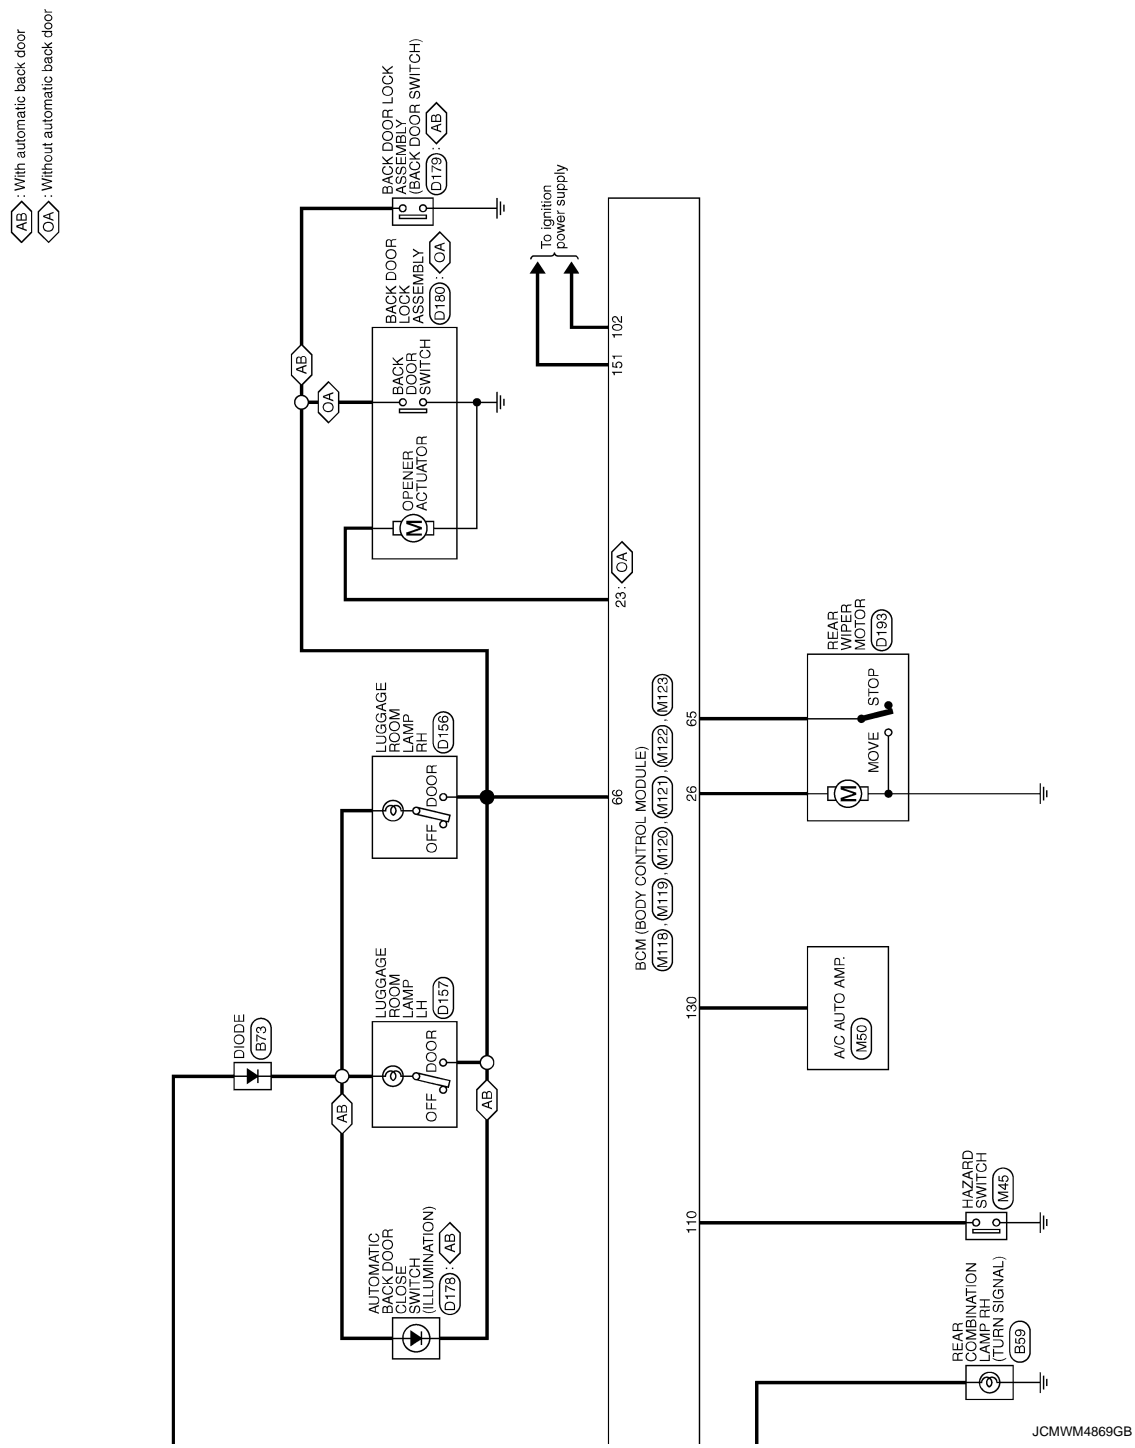 AB : With automatic back door
OA : Without automatic back door
BACK DOOR LOCK
ASSEMBLY
(BACK DOOR SWITCH)
D179 : AB
BACK DOOR
LOCK
ASSEMBLY
D180 : OA
To ignition
power supply
102
151
AB
OA
BACK
DOOR
SWITCH
OPENER
ACTUATOR
M
23 : OA
LUGGAGE
ROOM
LAMP
RH
D156
DOOR
OFF
66
LUGGAGE
ROOM
LAMP
LH
D157
DOOR
OFF
DIODE
B73
AB
AB
AUTOMATIC
BACK DOOR
CLOSE
SWITCH
(ILLUMINATION)
D178 : AB
BCM (BODY CONTROL MODULE)
M118 , M119 , M120 , M121 , M122 , M123
65
26
130
110
REAR
WIPER
MOTOR
D193
STOP
MOVE
M
A/C AUTO AMP.
M50
HAZARD
SWITCH
M45
REAR
COMBINATION
LAMP RH
(TURN SIGNAL)
B59
JCMWM4869GB